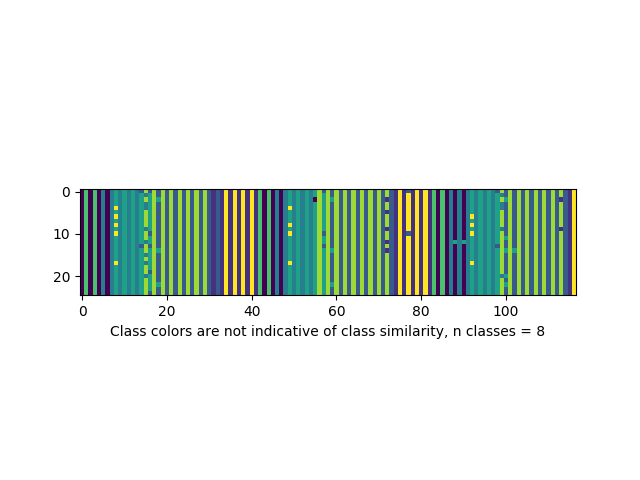 0
10
20
0 20 40 60 80 100
Class colors are not indicative of class similarity, n classes = 8